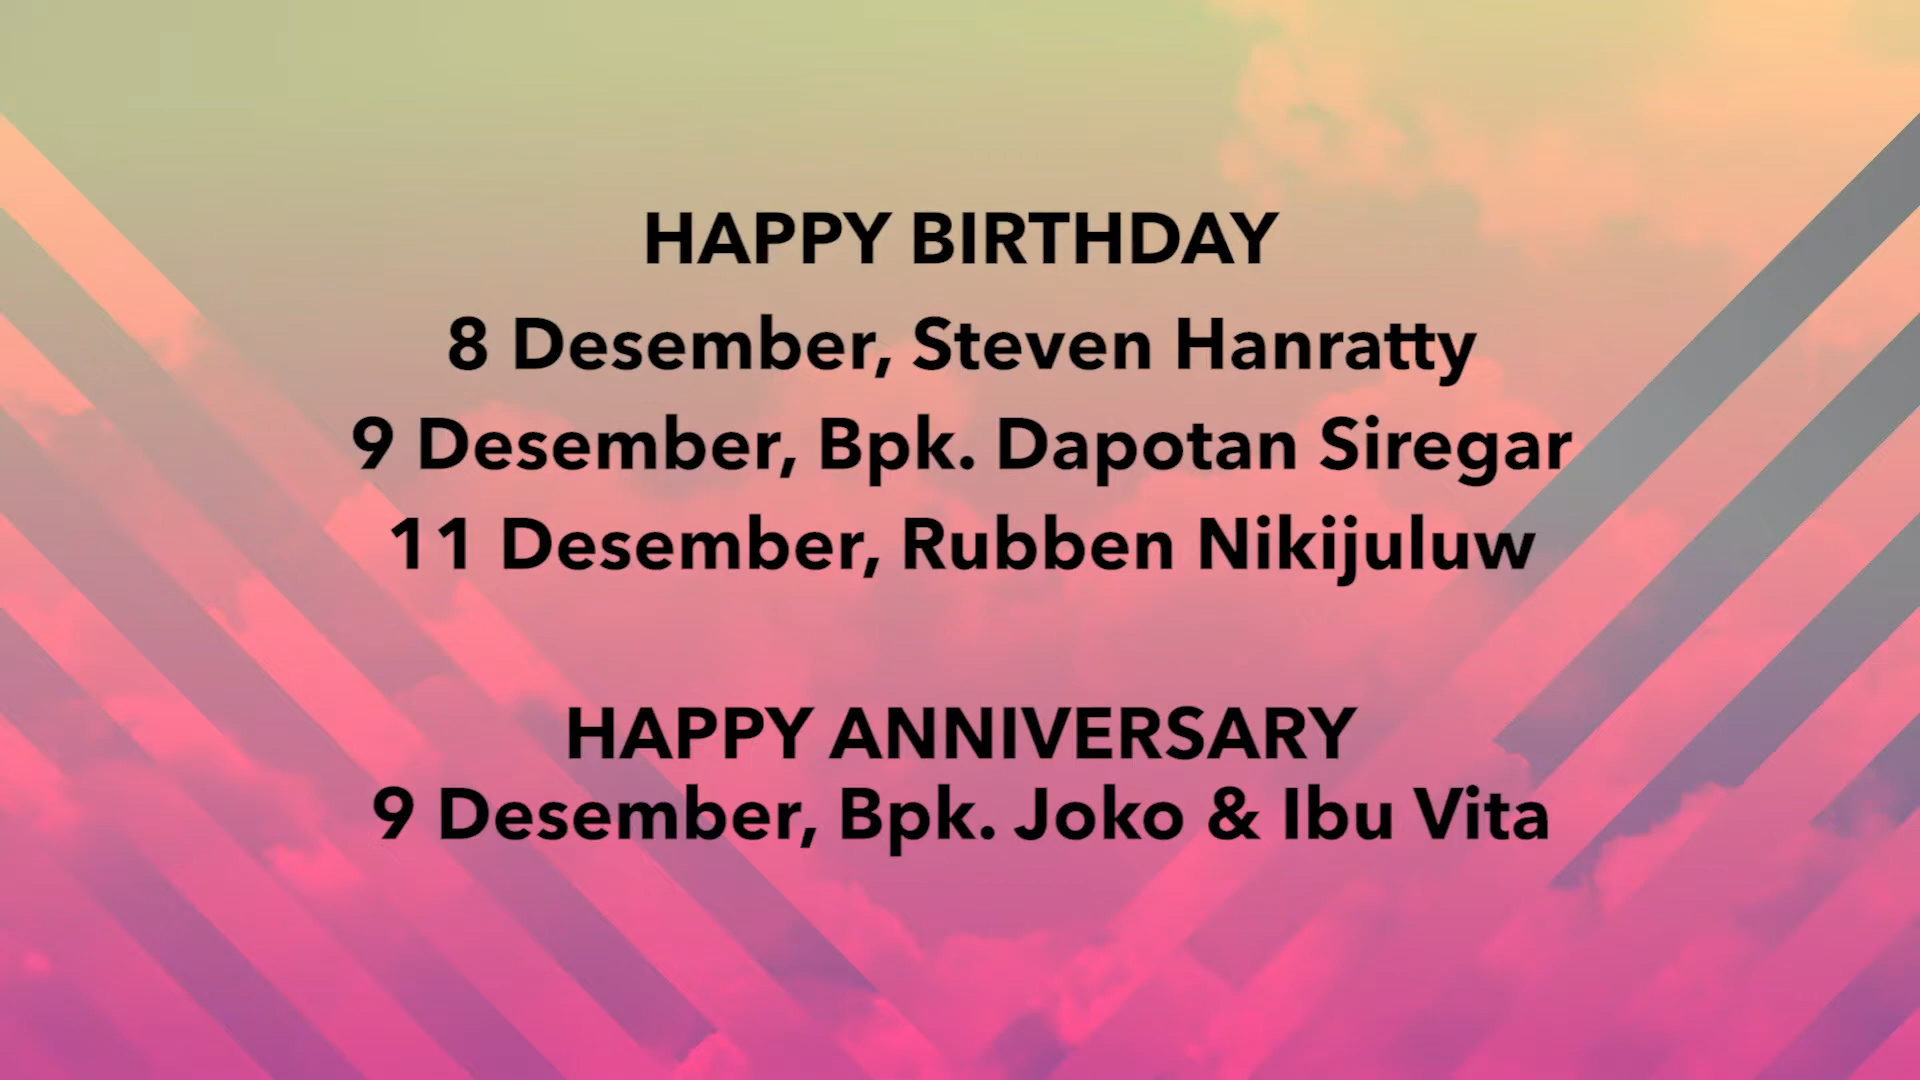 HAPPY BIRTHDAY
8 Desember, Steven Hanratty
9 Desember, Bpk. Dapotan Siregar
11 Desember, Rubben Nikijuluw
HAPPY ANNIVERSARY
9 Desember, Bpk. Joko & Ibu Vita